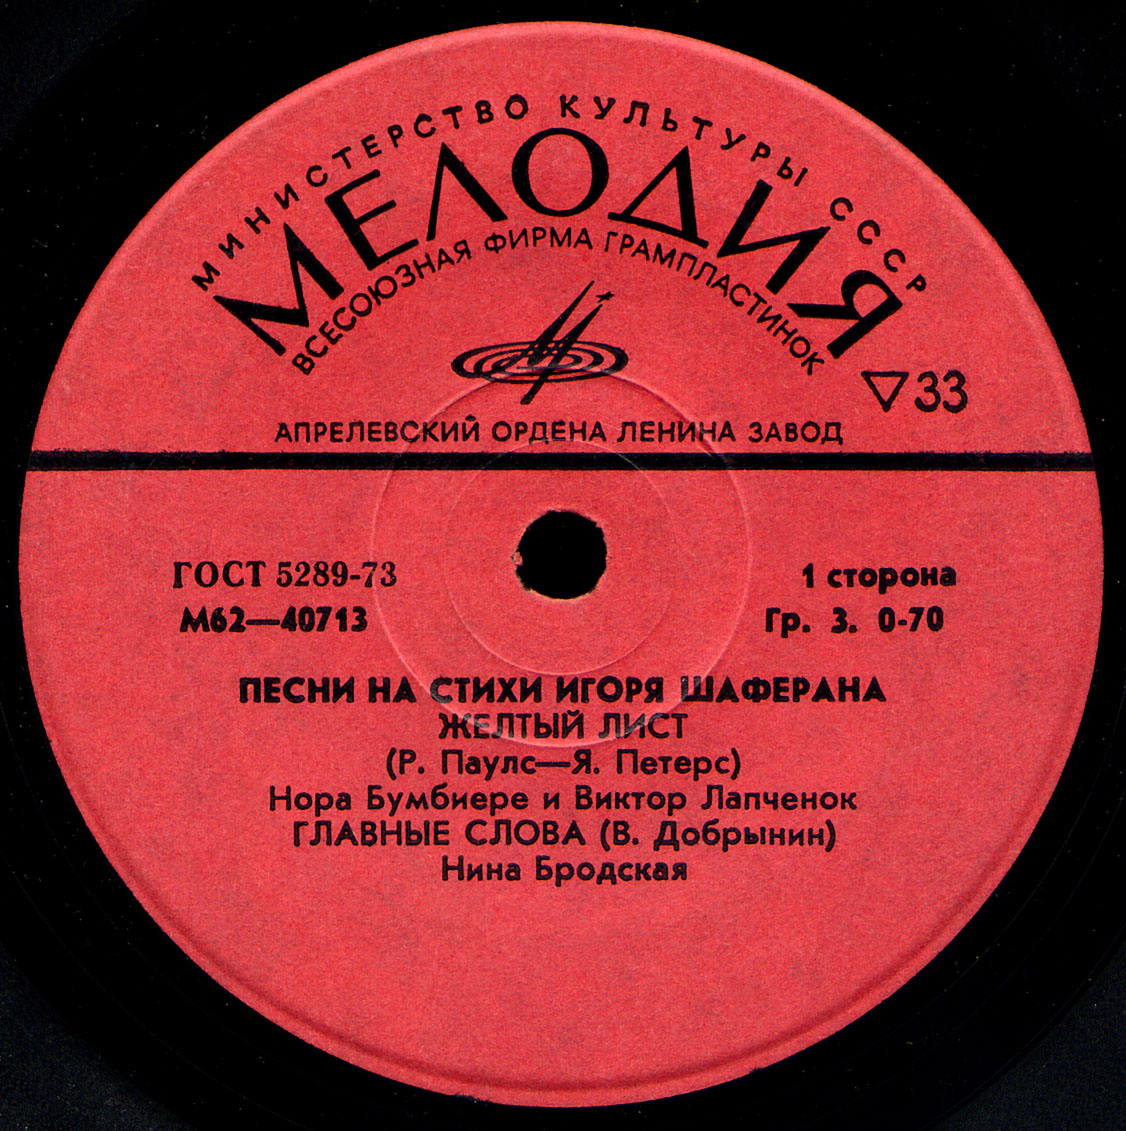 МИНИСТЕРСТВО КУЛЬТУРЫ СССР
МЕЛОДИЯ
ВСЕСОЮЗНАЯ ФИРМА ГРАМПЛАСТИНОК
33
АПРЕЛЕВСКИЙ ОРДЕНА ЛЕНИНА ЗАВОД
ГОСТ 5289-73
1 сторона
М62—40713
Гр. 3. 0-70
ПЕСНИ НА СТИХИ ИГОРЯ ШАФЕРАНА
ЖЕЛТЫЙ ЛИСТ
(Р. Паулс—Я. Петерс)
Нора Бумбиере и Виктор Лапченок
ГЛАВНЫЕ СЛОВА (В. Добрынин)
Нина Бродская